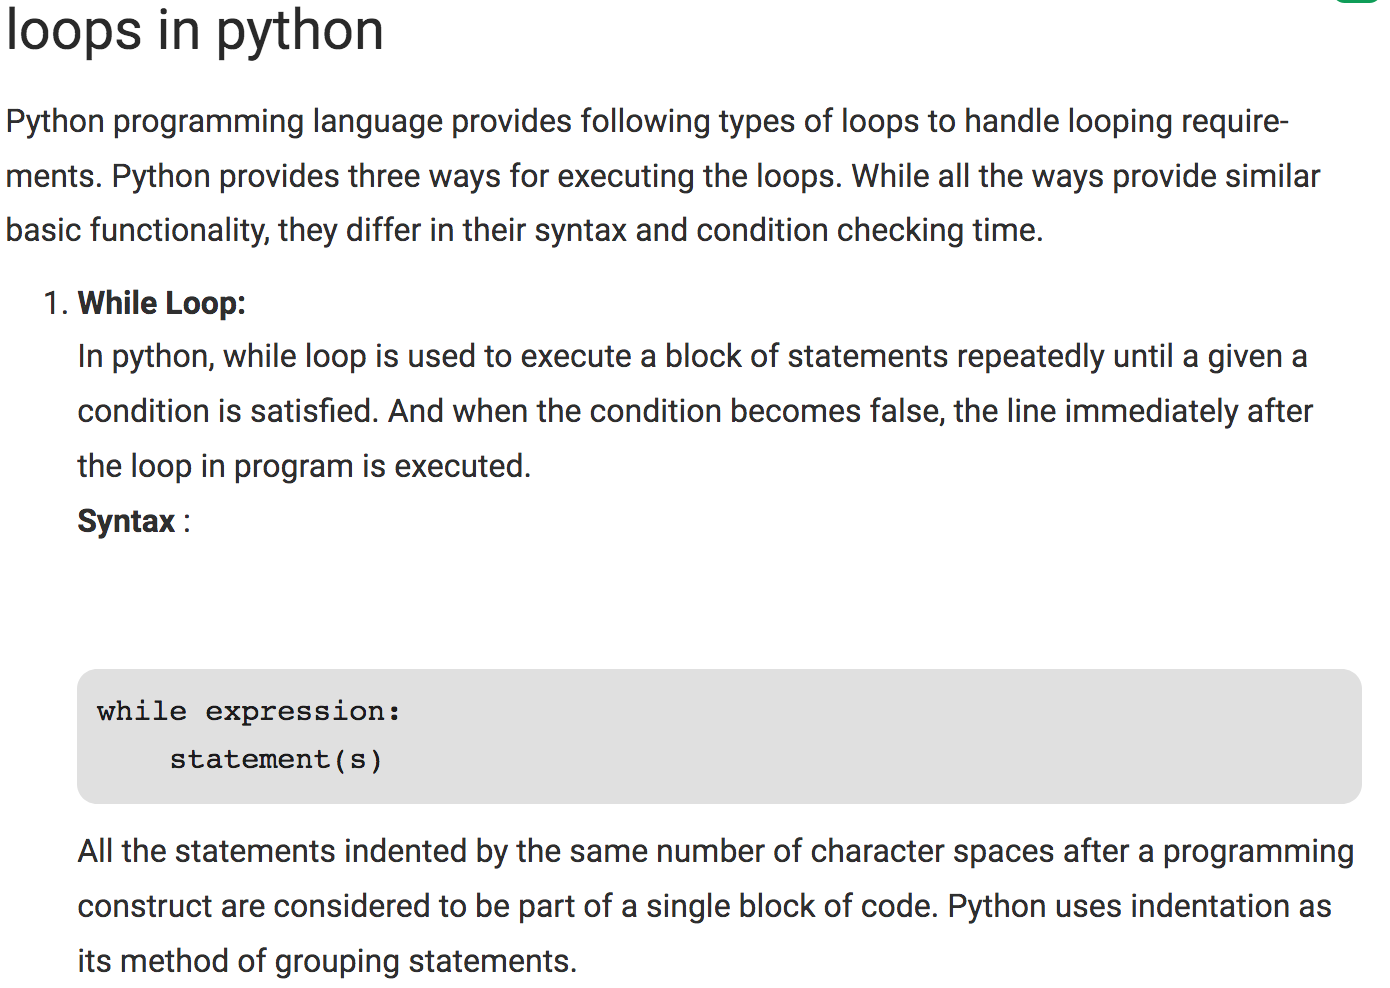 loops in python
Python programming language provides following types of loops to handle looping require-
ments. Python provides three ways for executing the loops. While all the ways provide similar
basic functionality, they differ in their syntax and condition checking time.
1. While Loop:
In python, while loop is used to execute a block of statements repeatedly until a given a
condition is satisfied. And when the condition becomes false, the line immediately after
the loop in program is executed.
Syntax :
while expression:
    statement(s)
All the statements indented by the same number of character spaces after a programming
construct are considered to be part of a single block of code. Python uses indentation as
its method of grouping statements.